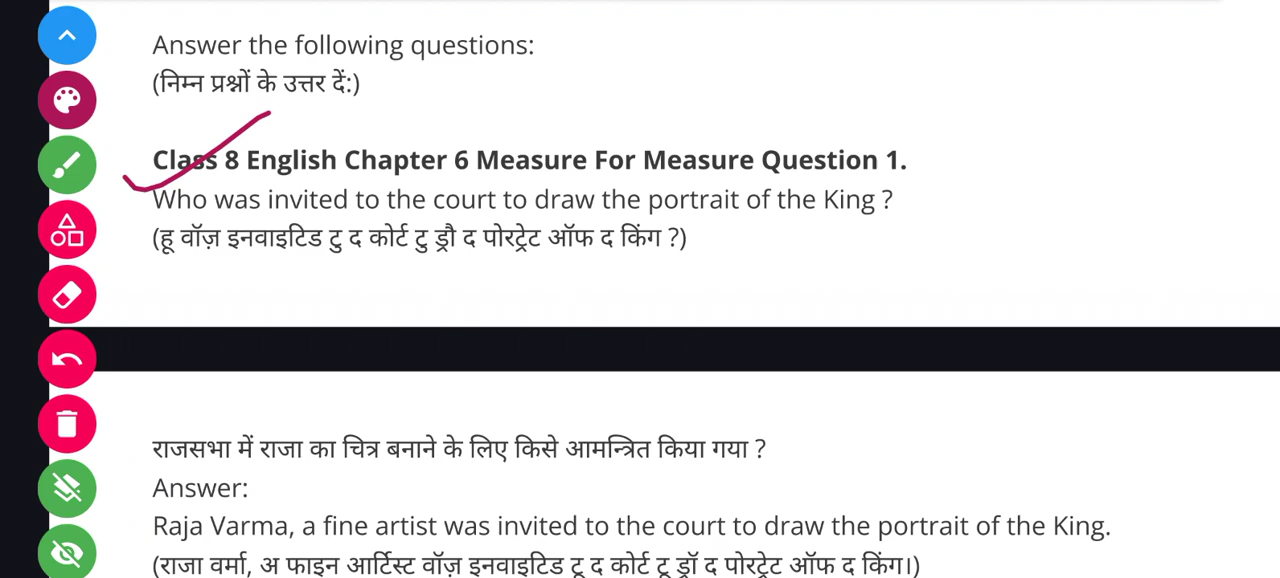 Answer the following questions:
(निम्न प्रश्नों के उत्तर दें:)
Class 8 English Chapter 6 Measure For Measure Question 1.
Who was invited to the court to draw the portrait of the King ?
(हू वॉज़ इनवाइटिड टु द कोर्ट टु ड्रौ द पोरट्रेट ऑफ द किंग ?)
राजसभा में राजा का चित्र बनाने के लिए किसे आमन्त्रित किया गया ?
Answer:
Raja Varma, a fine artist was invited to the court to draw the portrait of the King.
(राजा वर्मा, अ फाइन आर्टिस्ट वॉज़ इनवाइटिड टू द कोर्ट टू ड्रॉ द पोरट्रेट ऑफ द किंग।)